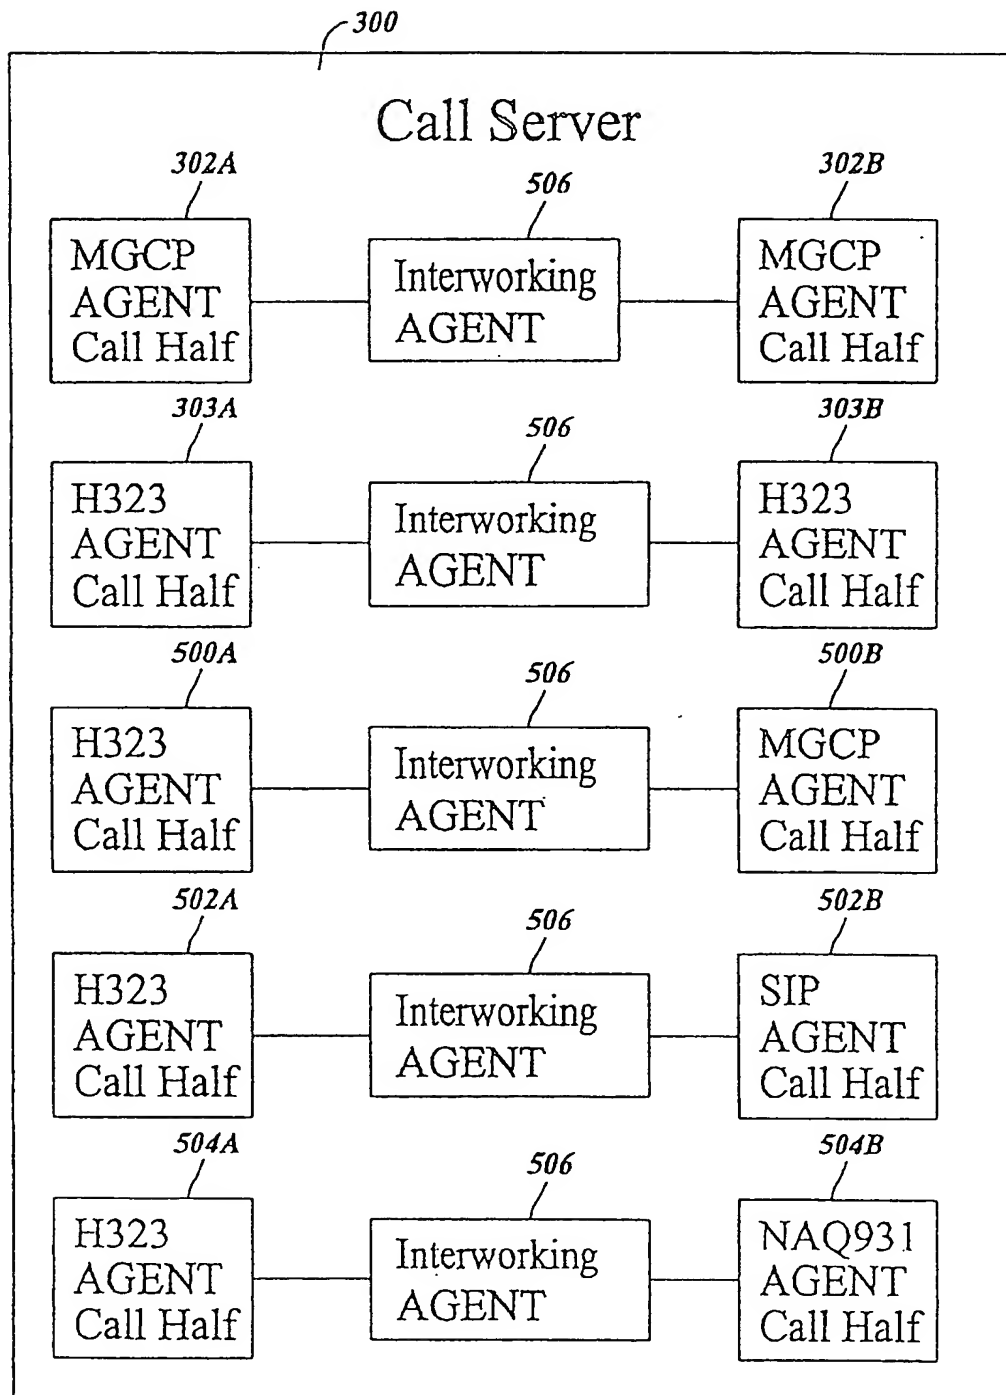 300
Call Server
302A
506
302B
MGCP
AGENT
Call Half
Interworking
AGENT
MGCP
AGENT
Call Half
303A
506
303B
H323
AGENT
Call Half
Interworking
AGENT
H323
AGENT
Call Half
500A
506
500B
H323
AGENT
Call Half
Interworking
AGENT
MGCP
AGENT
Call Half
502A
506
502B
H323
AGENT
Call Half
Interworking
AGENT
SIP
AGENT
Call Half
504A
506
504B
H323
AGENT
Call Half
Interworking
AGENT
NAQ931
AGENT
Call Half